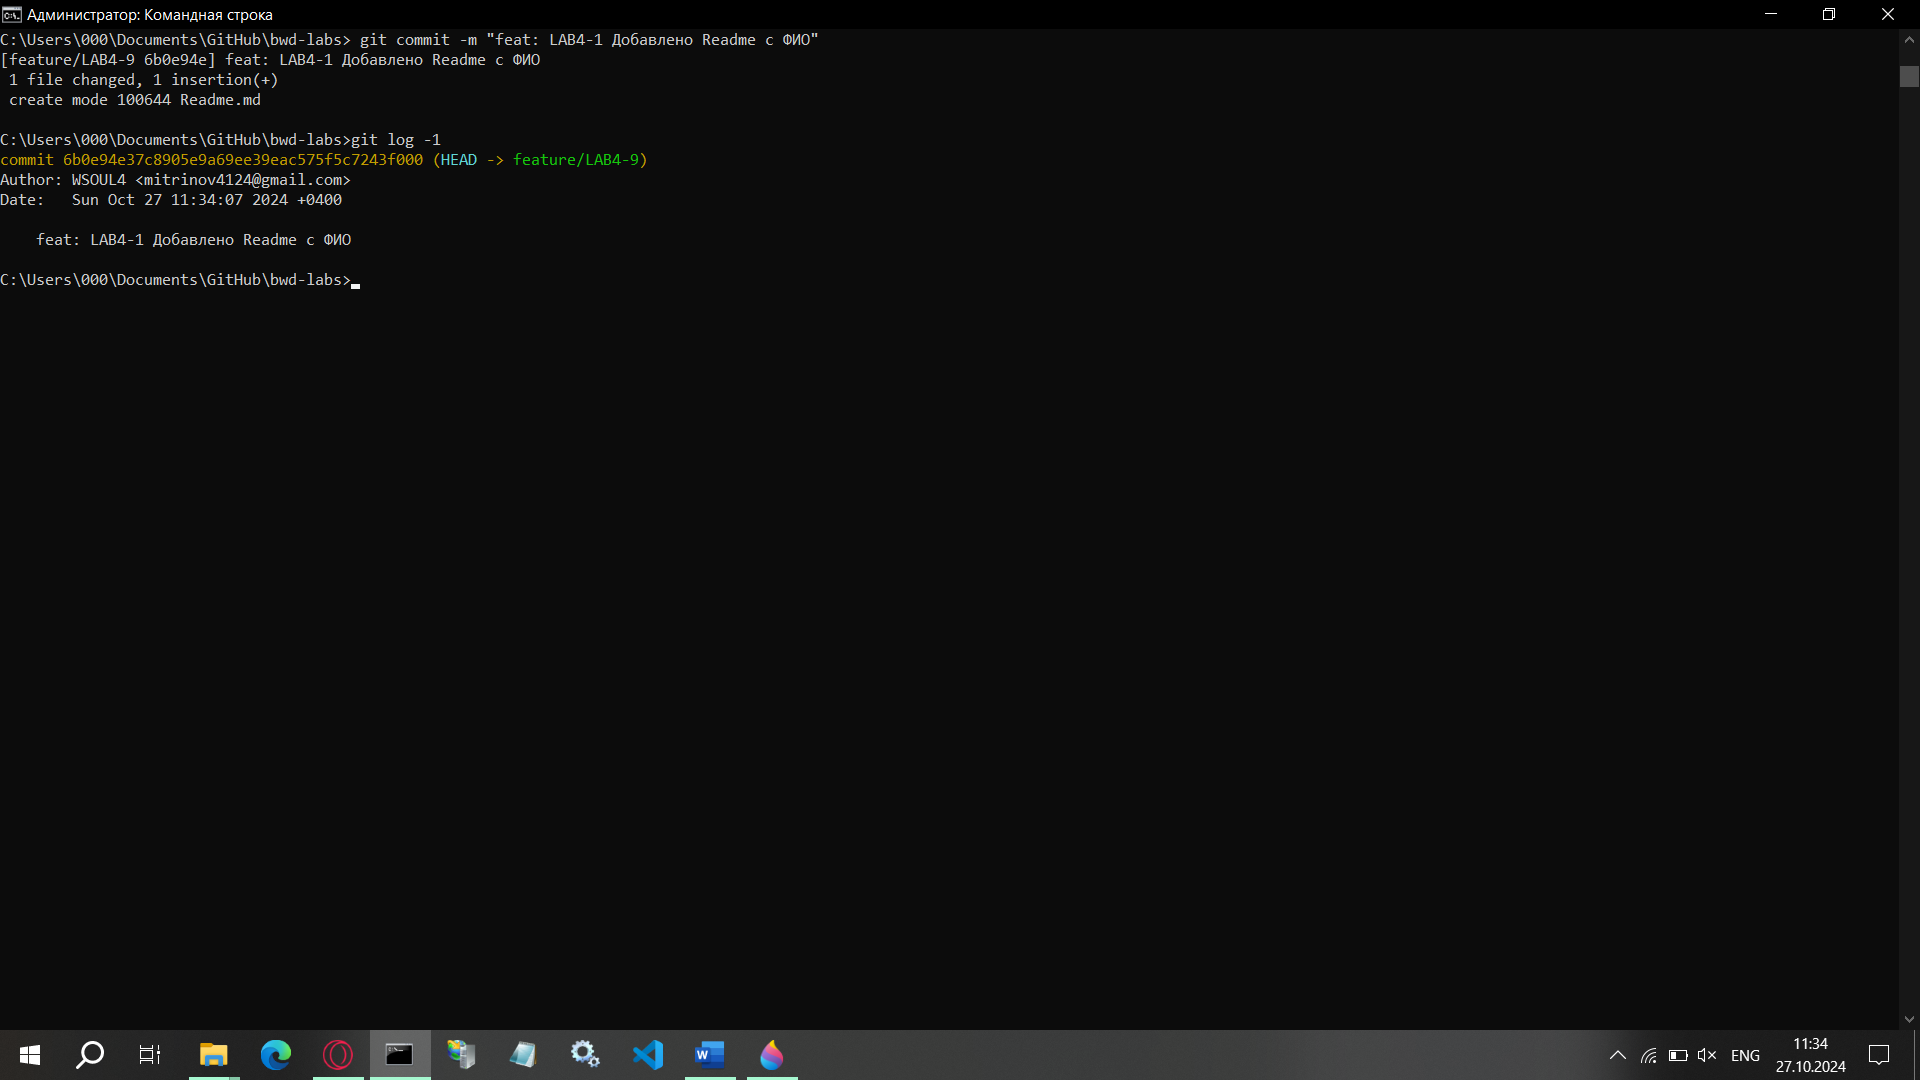 Администратор: Командная строка
C:\Users\000\Documents\GitHub\bwd-labs> git commit -m "feat: LAB4-1 Добавлено Readme с ФИО"
[feature/LAB4-9 6b0e94e] feat: LAB4-1 Добавлено Readme с ФИО
 1 file changed, 1 insertion(+)
 create mode 100644 Readme.md
C:\Users\000\Documents\GitHub\bwd-labs>git log -1
commit 6b0e94e37c8905e9a69ee39eac575f5c7243f000 (HEAD -> feature/LAB4-9)
Author: WSOUL4 <mitrinov4124@gmail.com>
Date:   Sun Oct 27 11:34:07 2024 +0400
    feat: LAB4-1 Добавлено Readme с ФИО
C:\Users\000\Documents\GitHub\bwd-labs>
ENG
11:34
27.10.2024